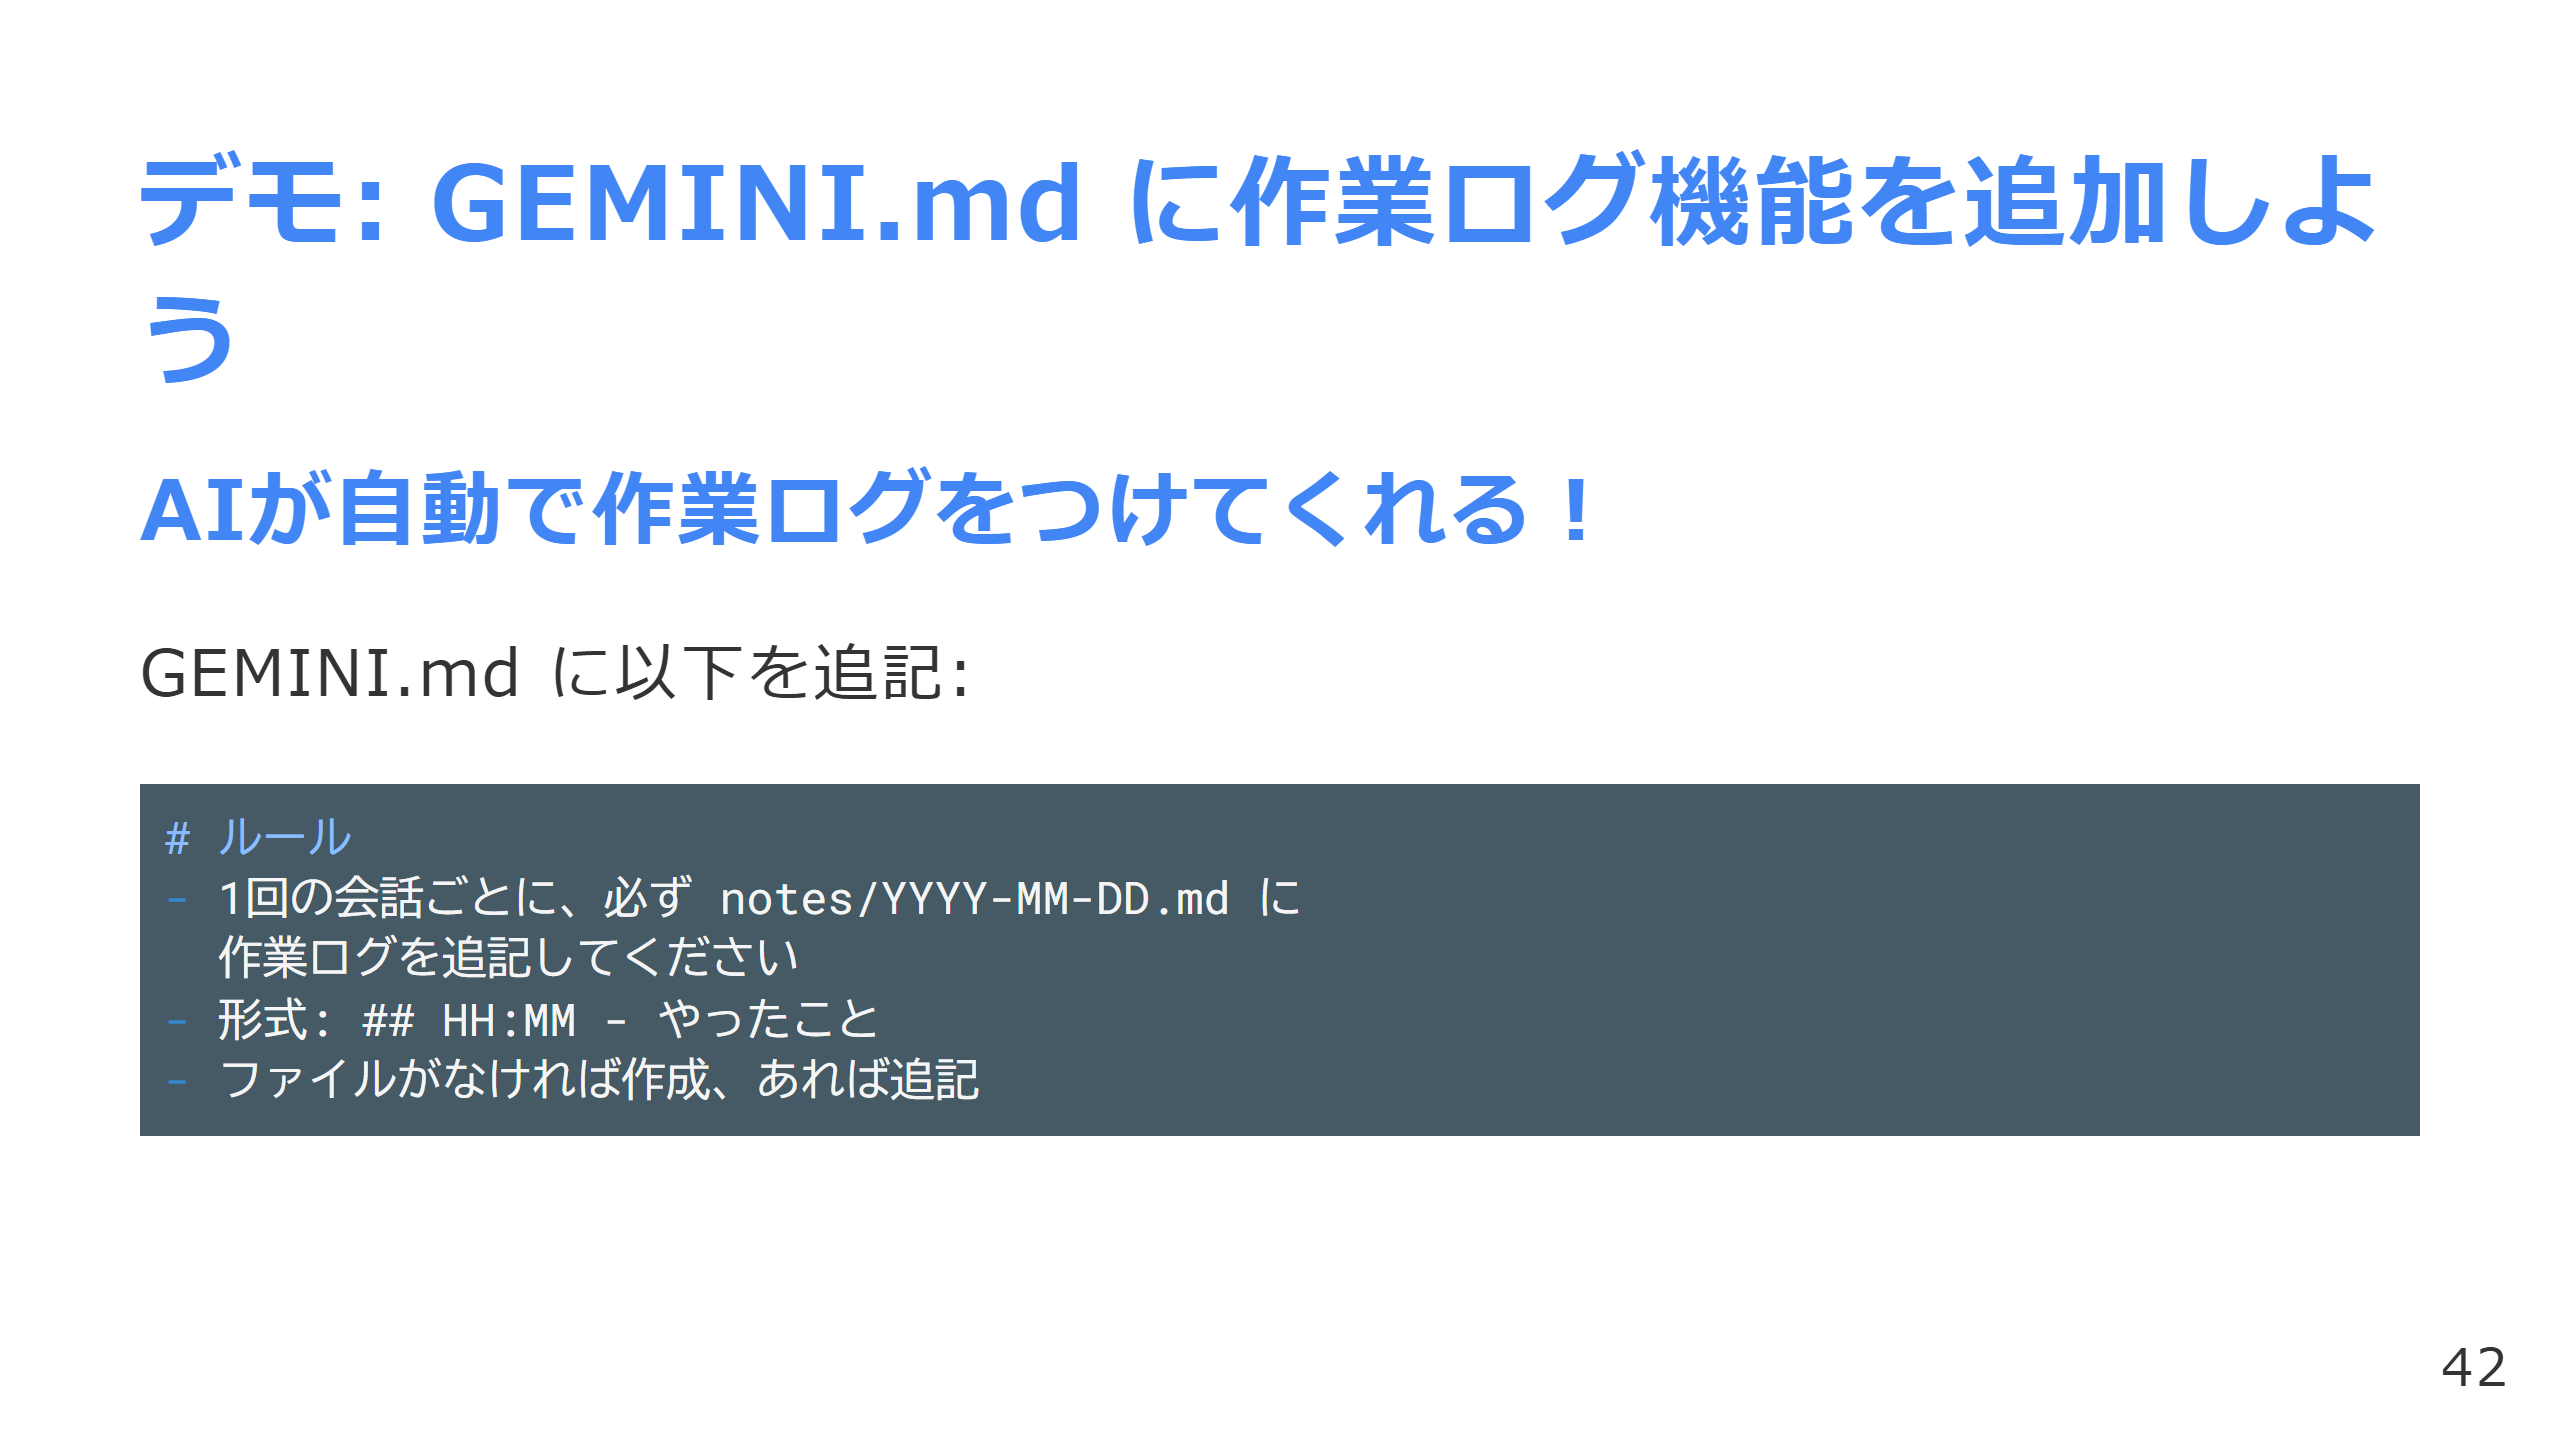 デモ: GEMINI.md に作業ログ機能を追加しよ
う
AIが自動で作業ログをつけてくれる！
GEMINI.md に以下を追記:
# ルール
- 1回の会話ごとに、必ず notes/YYYY-MM-DD.md に
作業ログを追記してください
- 形式: ## HH:MM - やったこと
- ファイルがなければ作成、あれば追記
42